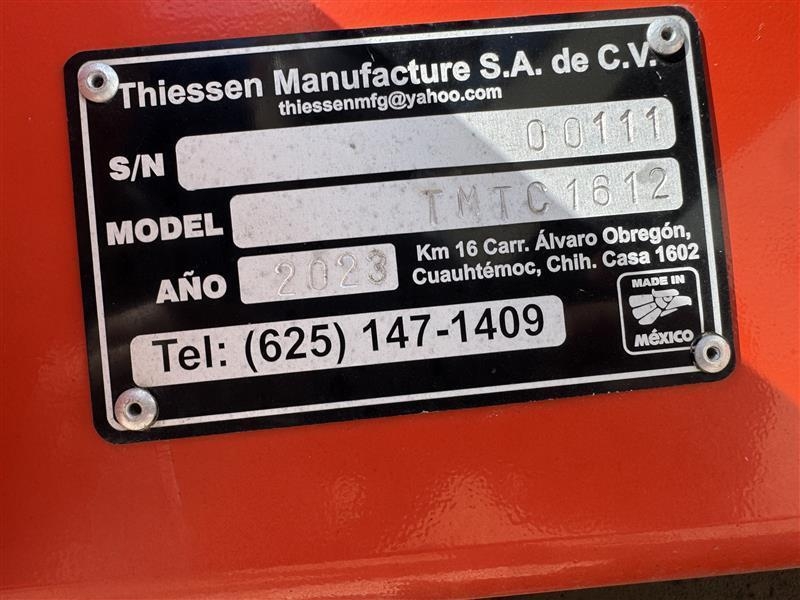 Thiessen Manufacture S.A. de C.V.
thiessenmfg@yahoo.com
S/N 00111
MODEL TMTC1612
AÑO 2023
Km 16 Carr. Álvaro Obregón,
Cuauhtémoc, Chih. Casa 1602
Tel: (625) 147-1409
MADE IN
MéXICO